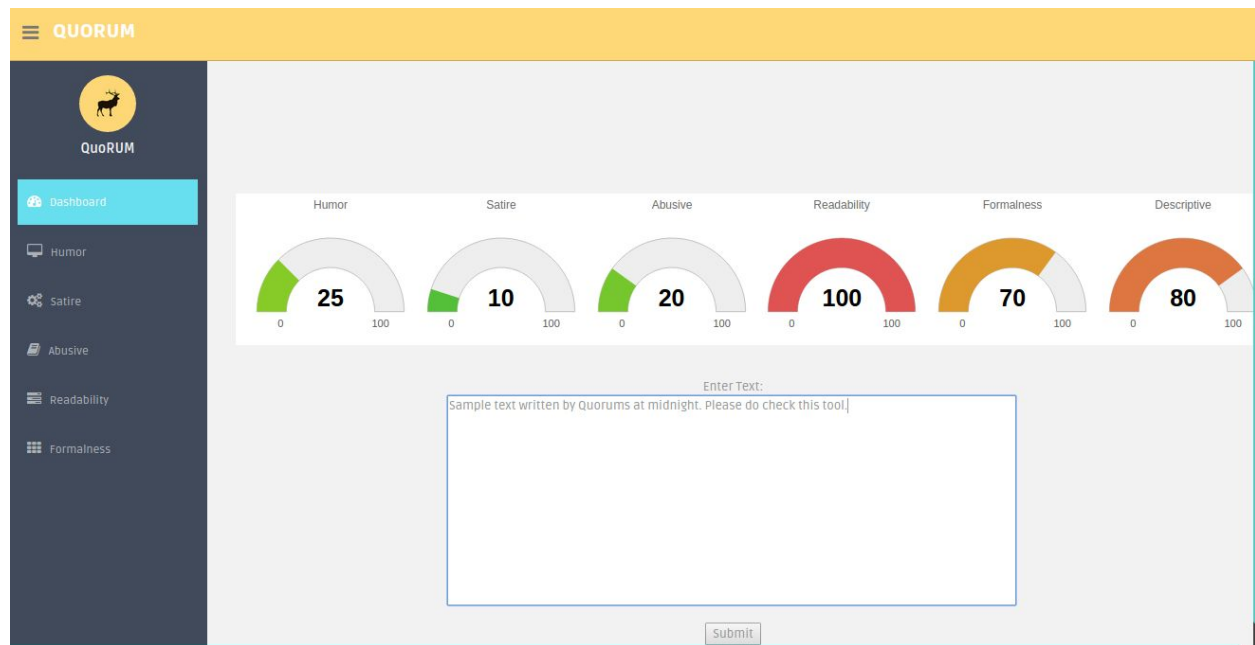 QUORUM
QuoRUM
Dashboard
Humor
Satire
Abusive
Readability
Formalness
Humor Satire Abusive Readability Formalness Descriptive
25 10 20 100 70 80
0 100 0 100 0 100 0 100 0 100 0 100
Enter Text:
Sample text written by Quorums at midnight. Please do check this tool.
Submit